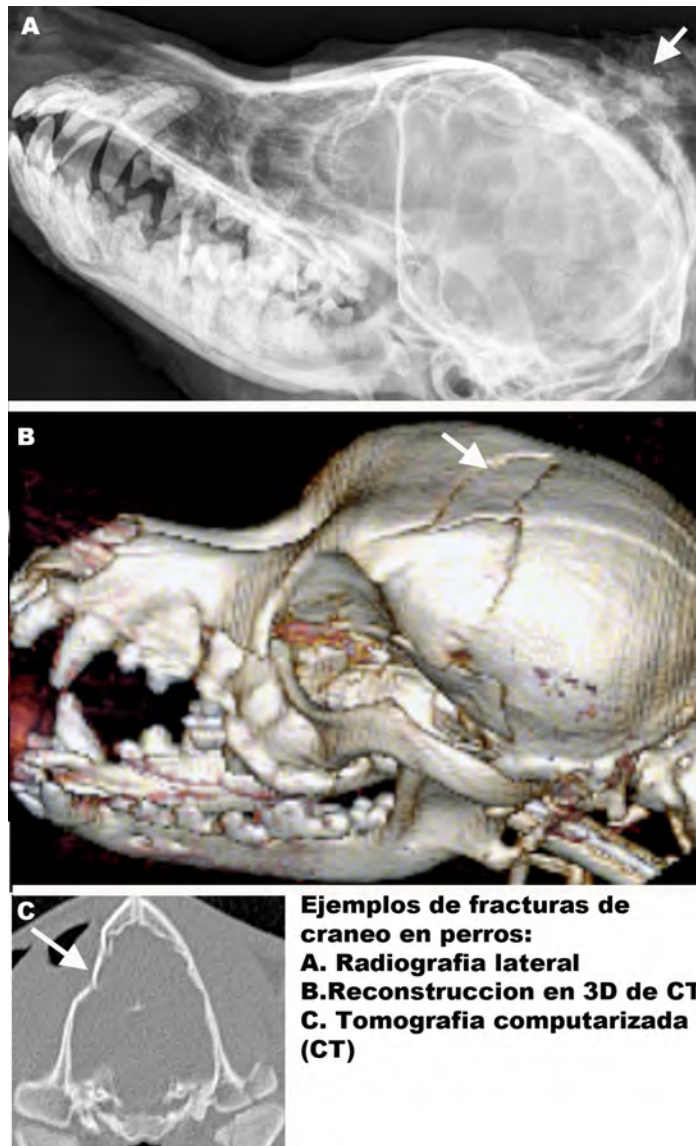 A
B
C
Ejemplos de fracturas de
craneo en perros:
A. Radiografia lateral
B.Reconstruccion en 3D de CT
C. Tomografia computarizada
(CT)